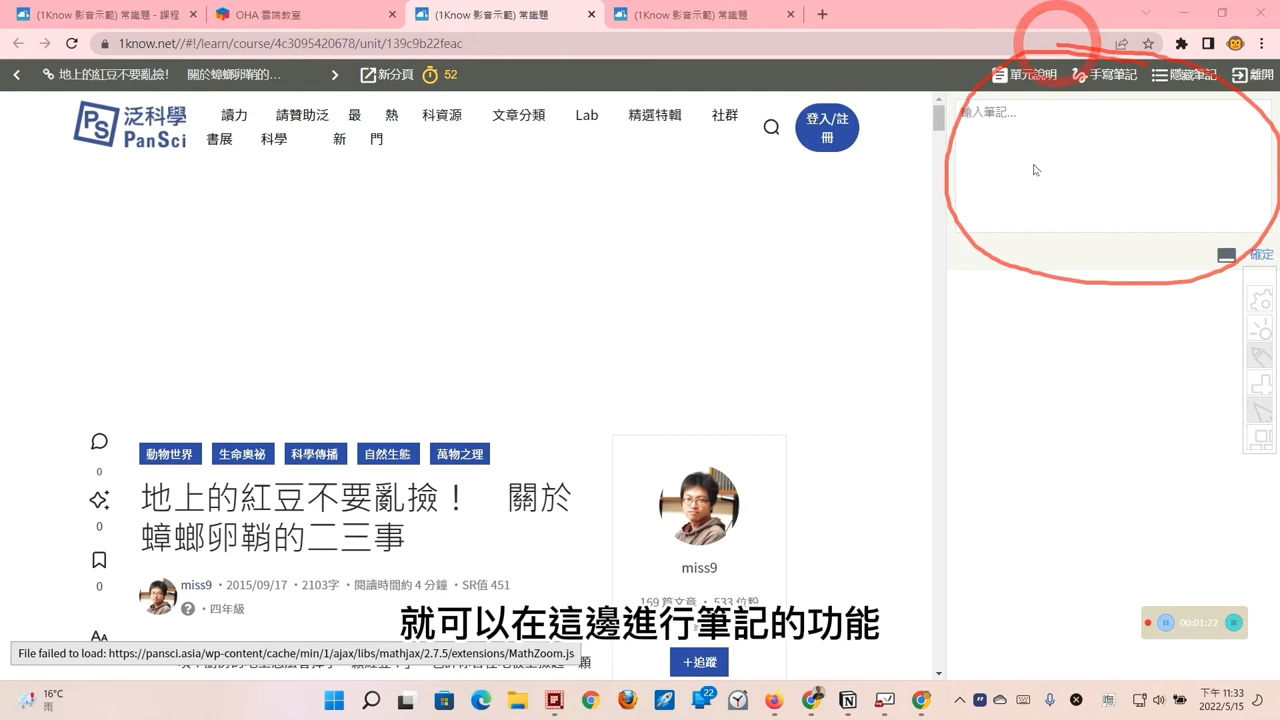 (1Know 影音示範) 常識題 - 課程
OHA 雲端教室
(1Know 影音示範) 常識題
(1Know 影音示範) 常識題
1know.net/#!/learn/course/4c3095420678/unit/139c9b22feac
地上的紅豆不要亂撿！ 關於蟑螂卵鞘的...
新分頁
52
單元說明
手寫筆記
隱藏筆記
離開
泛科學
PanSci
讀力書展
請贊助泛科學
最新
熱門
科資源
文章分類
Lab
精選特輯
社群
登入/註冊
輸入筆記...
確定
動物世界
生命奧祕
科學傳播
自然生態
萬物之理
0
地上的紅豆不要亂撿！ 關於
蟑螂卵鞘的二三事
0
0
miss9 ・2015/09/17 ・2103字 ・閱讀時間約 4 分鐘 ・SR值 451
・四年級
AA
miss9
＋追蹤
就可以在這邊進行筆記的功能
File failed to load: https://pansci.asia/wp-content/cache/min/1/ajax/libs/mathjax/2.7.5/extensions/MathZoom.js
00:01:22
16°C
雨
22
下午 11:33
2022/5/15